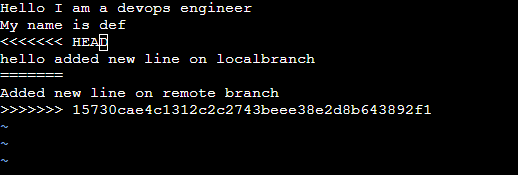 Hello I am a devops engineer
My name is def
<<<<<<< HEAD
hello added new line on localbranch
=======
Added new line on remote branch
>>>>>>> 15730cae4c1312c2c2743beee38e2d8b643892f1
~
~
~